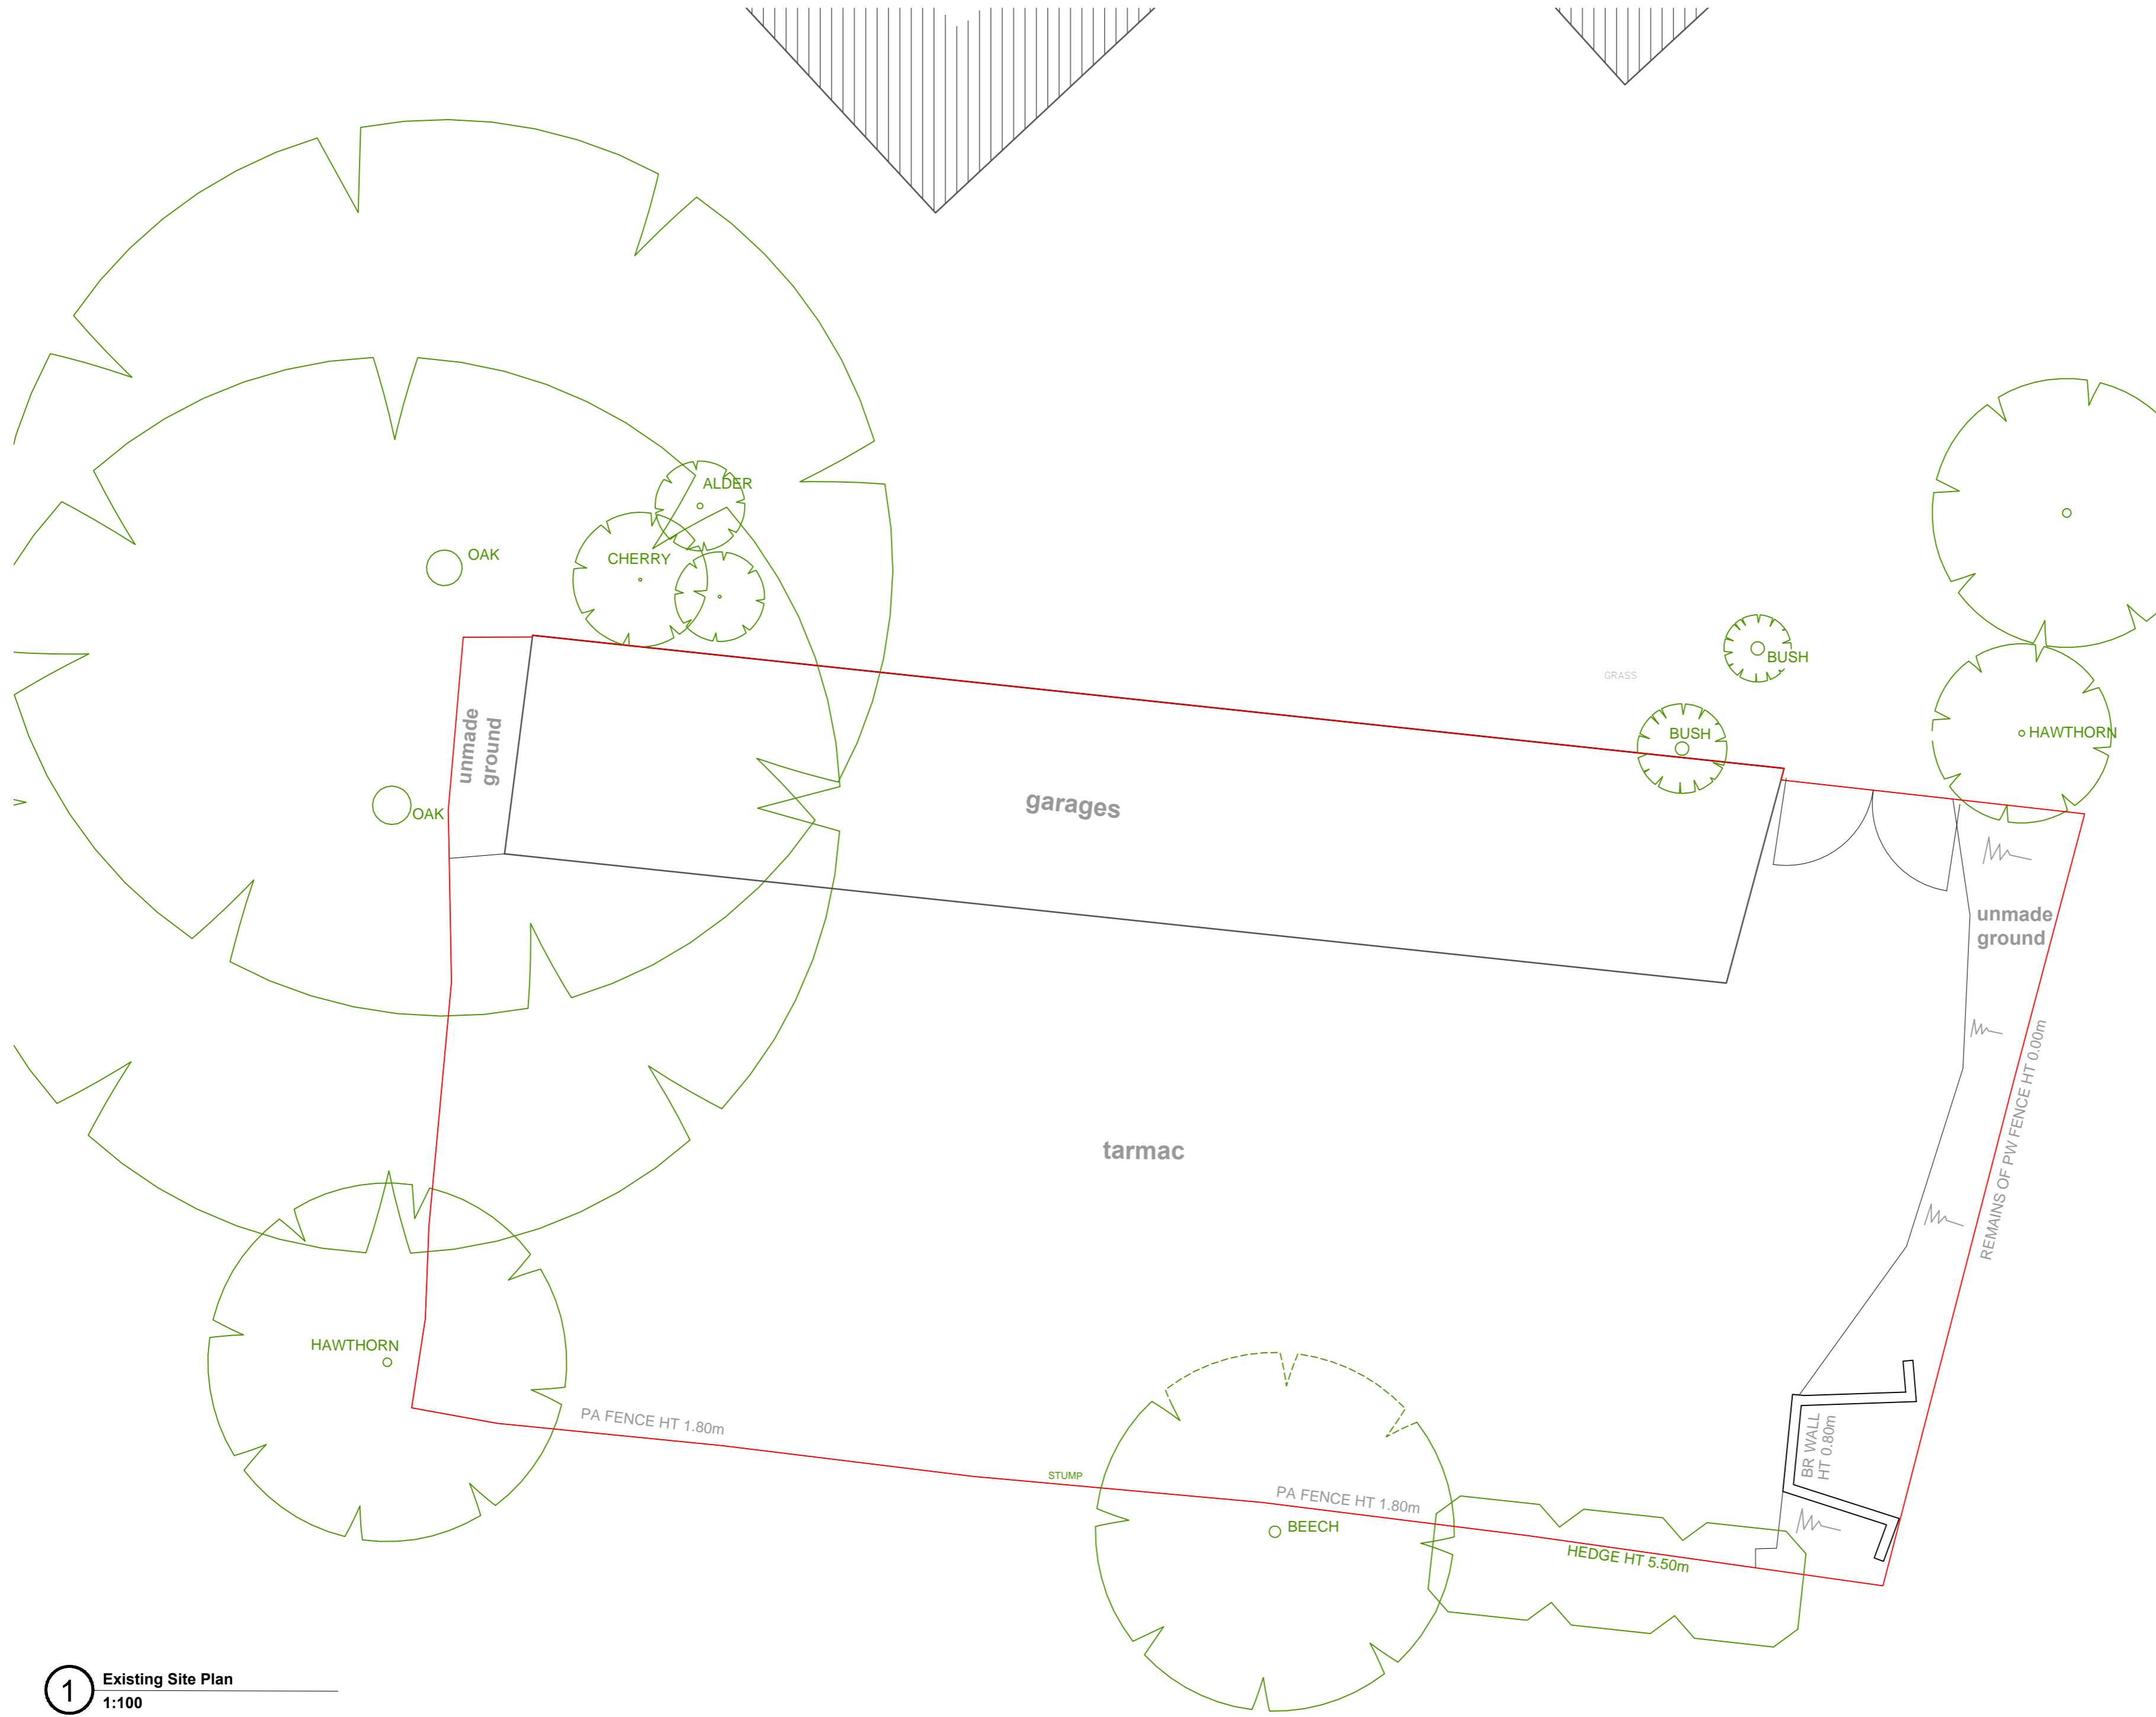 ALDER
OAK
CHERRY
BUSH
GRASS
BUSH
HAWTHORN
unmade
ground
garages
OAK
unmade
ground
REMAINS OF PW FENCE HT 0.00m
tarmac
HAWTHORN
PA FENCE HT 1.80m
STUMP
PA FENCE HT 1.80m
BEECH
BR WALL
HT 0.80m
HEDGE HT 5.50m
1
Existing Site Plan
1:100